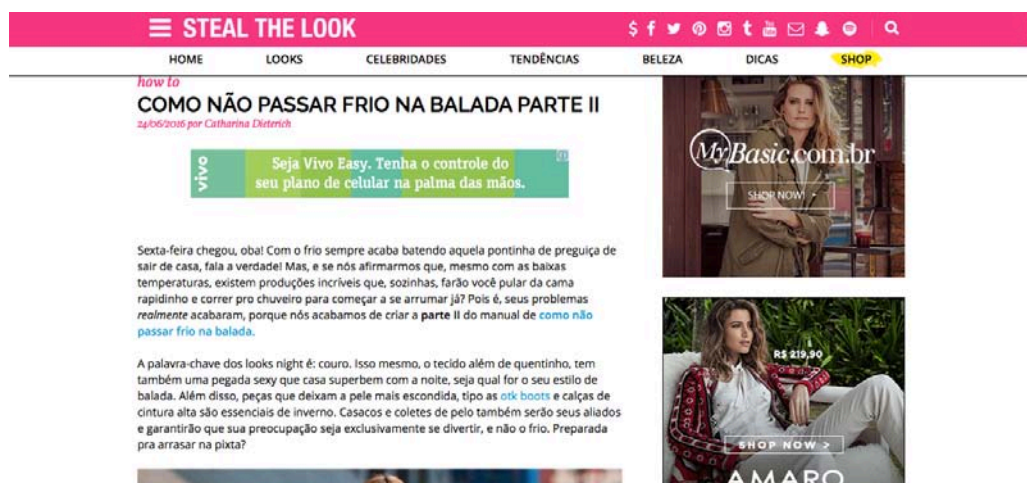 STEAL THE LOOK
HOME LOOKS CELEBRIDADES TENDÊNCIAS BELEZA DICAS SHOP
how to
COMO NÃO PASSAR FRIO NA BALADA PARTE II
24/06/2016 por Catharina Dieterich
vivo
Seja Vivo Easy. Tenha o controle do
seu plano de celular na palma das mãos.
Sexta-feira chegou, oba! Com o frio sempre acaba batendo aquela pontinha de preguiça de
sair de casa, fala a verdade! Mas, e se nós afirmarmos que, mesmo com as baixas
temperaturas, existem produções incríveis que, sozinhas, farão você pular da cama
rapidinho e correr pro chuveiro para começar a se arrumar já? Pois é, seus problemas
realmente acabaram, porque nós acabamos de criar a parte II do manual de como não
passar frio na balada.
A palavra-chave dos looks night é: couro. Isso mesmo, o tecido além de quentinho, tem
também uma pegada sexy que casa superbem com a noite, seja qual for o seu estilo de
balada. Além disso, peças que deixam a pele mais escondida, tipo as otk boots e calças de
cintura alta são essenciais de inverno. Casacos e coletes de pelo também serão seus aliados
e garantirão que sua preocupação seja exclusivamente se divertir, e não o frio. Preparada
pra arrasar na pixta?
MyBasic.com.br
SHOP NOW!
R$ 219,90
SHOP NOW >
AMARO